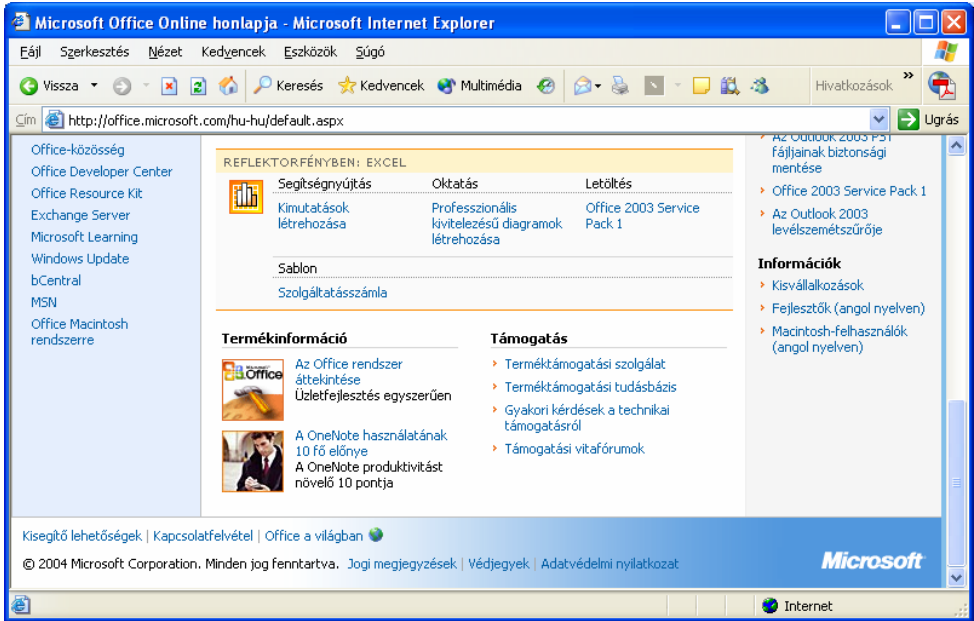 Microsoft Office Online honlapja - Microsoft Internet Explorer
Fájl Szerkesztés Nézet Kedvencek Eszközök Súgó
Vissza Keresés Kedvencek Multimédia Hivatkozások »
Cím http://office.microsoft.com/hu-hu/default.aspx Ugrás
Office-közösség
Office Developer Center
Office Resource Kit
Exchange Server
Microsoft Learning
Windows Update
bCentral
MSN
Office Macintosh
rendszerre
REFLEKTORFÉNYBEN: EXCEL
Segítségnyújtás
Kimutatások
létrehozása
Oktatás
Professzionális
kivitelezésű diagramok
létrehozása
Letöltés
Office 2003 Service
Pack 1
Sablon
Szolgáltatásszámla
Termékinformáció
Office
Az Office rendszer
áttekintése
Üzletfejlesztés egyszerűen
A OneNote használatának
10 fő előnye
A OneNote produktivitást
növelő 10 pontja
Támogatás
Terméktámogatási szolgálat
Terméktámogatási tudásbázis
Gyakori kérdések a technikai
támogatásról
Támogatási vitafórumok
Az Outlook 2003 PST
fájljainak biztonsági
mentése
Office 2003 Service Pack 1
Az Outlook 2003
levélszemétszűrője
Információk
Kisvállalkozások
Fejlesztők (angol nyelven)
Macintosh-felhasználók
(angol nyelven)
Kisegítő lehetőségek | Kapcsolatfelvétel | Office a világban
© 2004 Microsoft Corporation. Minden jog fenntartva. Jogi megjegyzések | Védjegyek | Adatvédelmi nyilatkozat
Microsoft
Internet